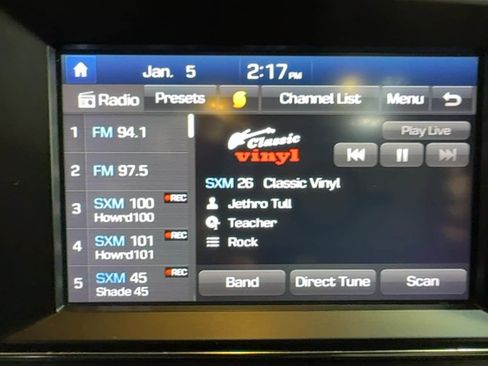 Jan. 5 2:17 PM
Radio Presets Channel List Menu
1 FM 94.1
2 FM 97.5
3 SXM 100 REC
Howrd100
4 SXM 101 REC
Howrd101
5 SXM 45 REC
Shade 45
Play Live
Classic
vinyl
SXM 26 Classic Vinyl
Jethro Tull
Teacher
Rock
Band Direct Tune Scan